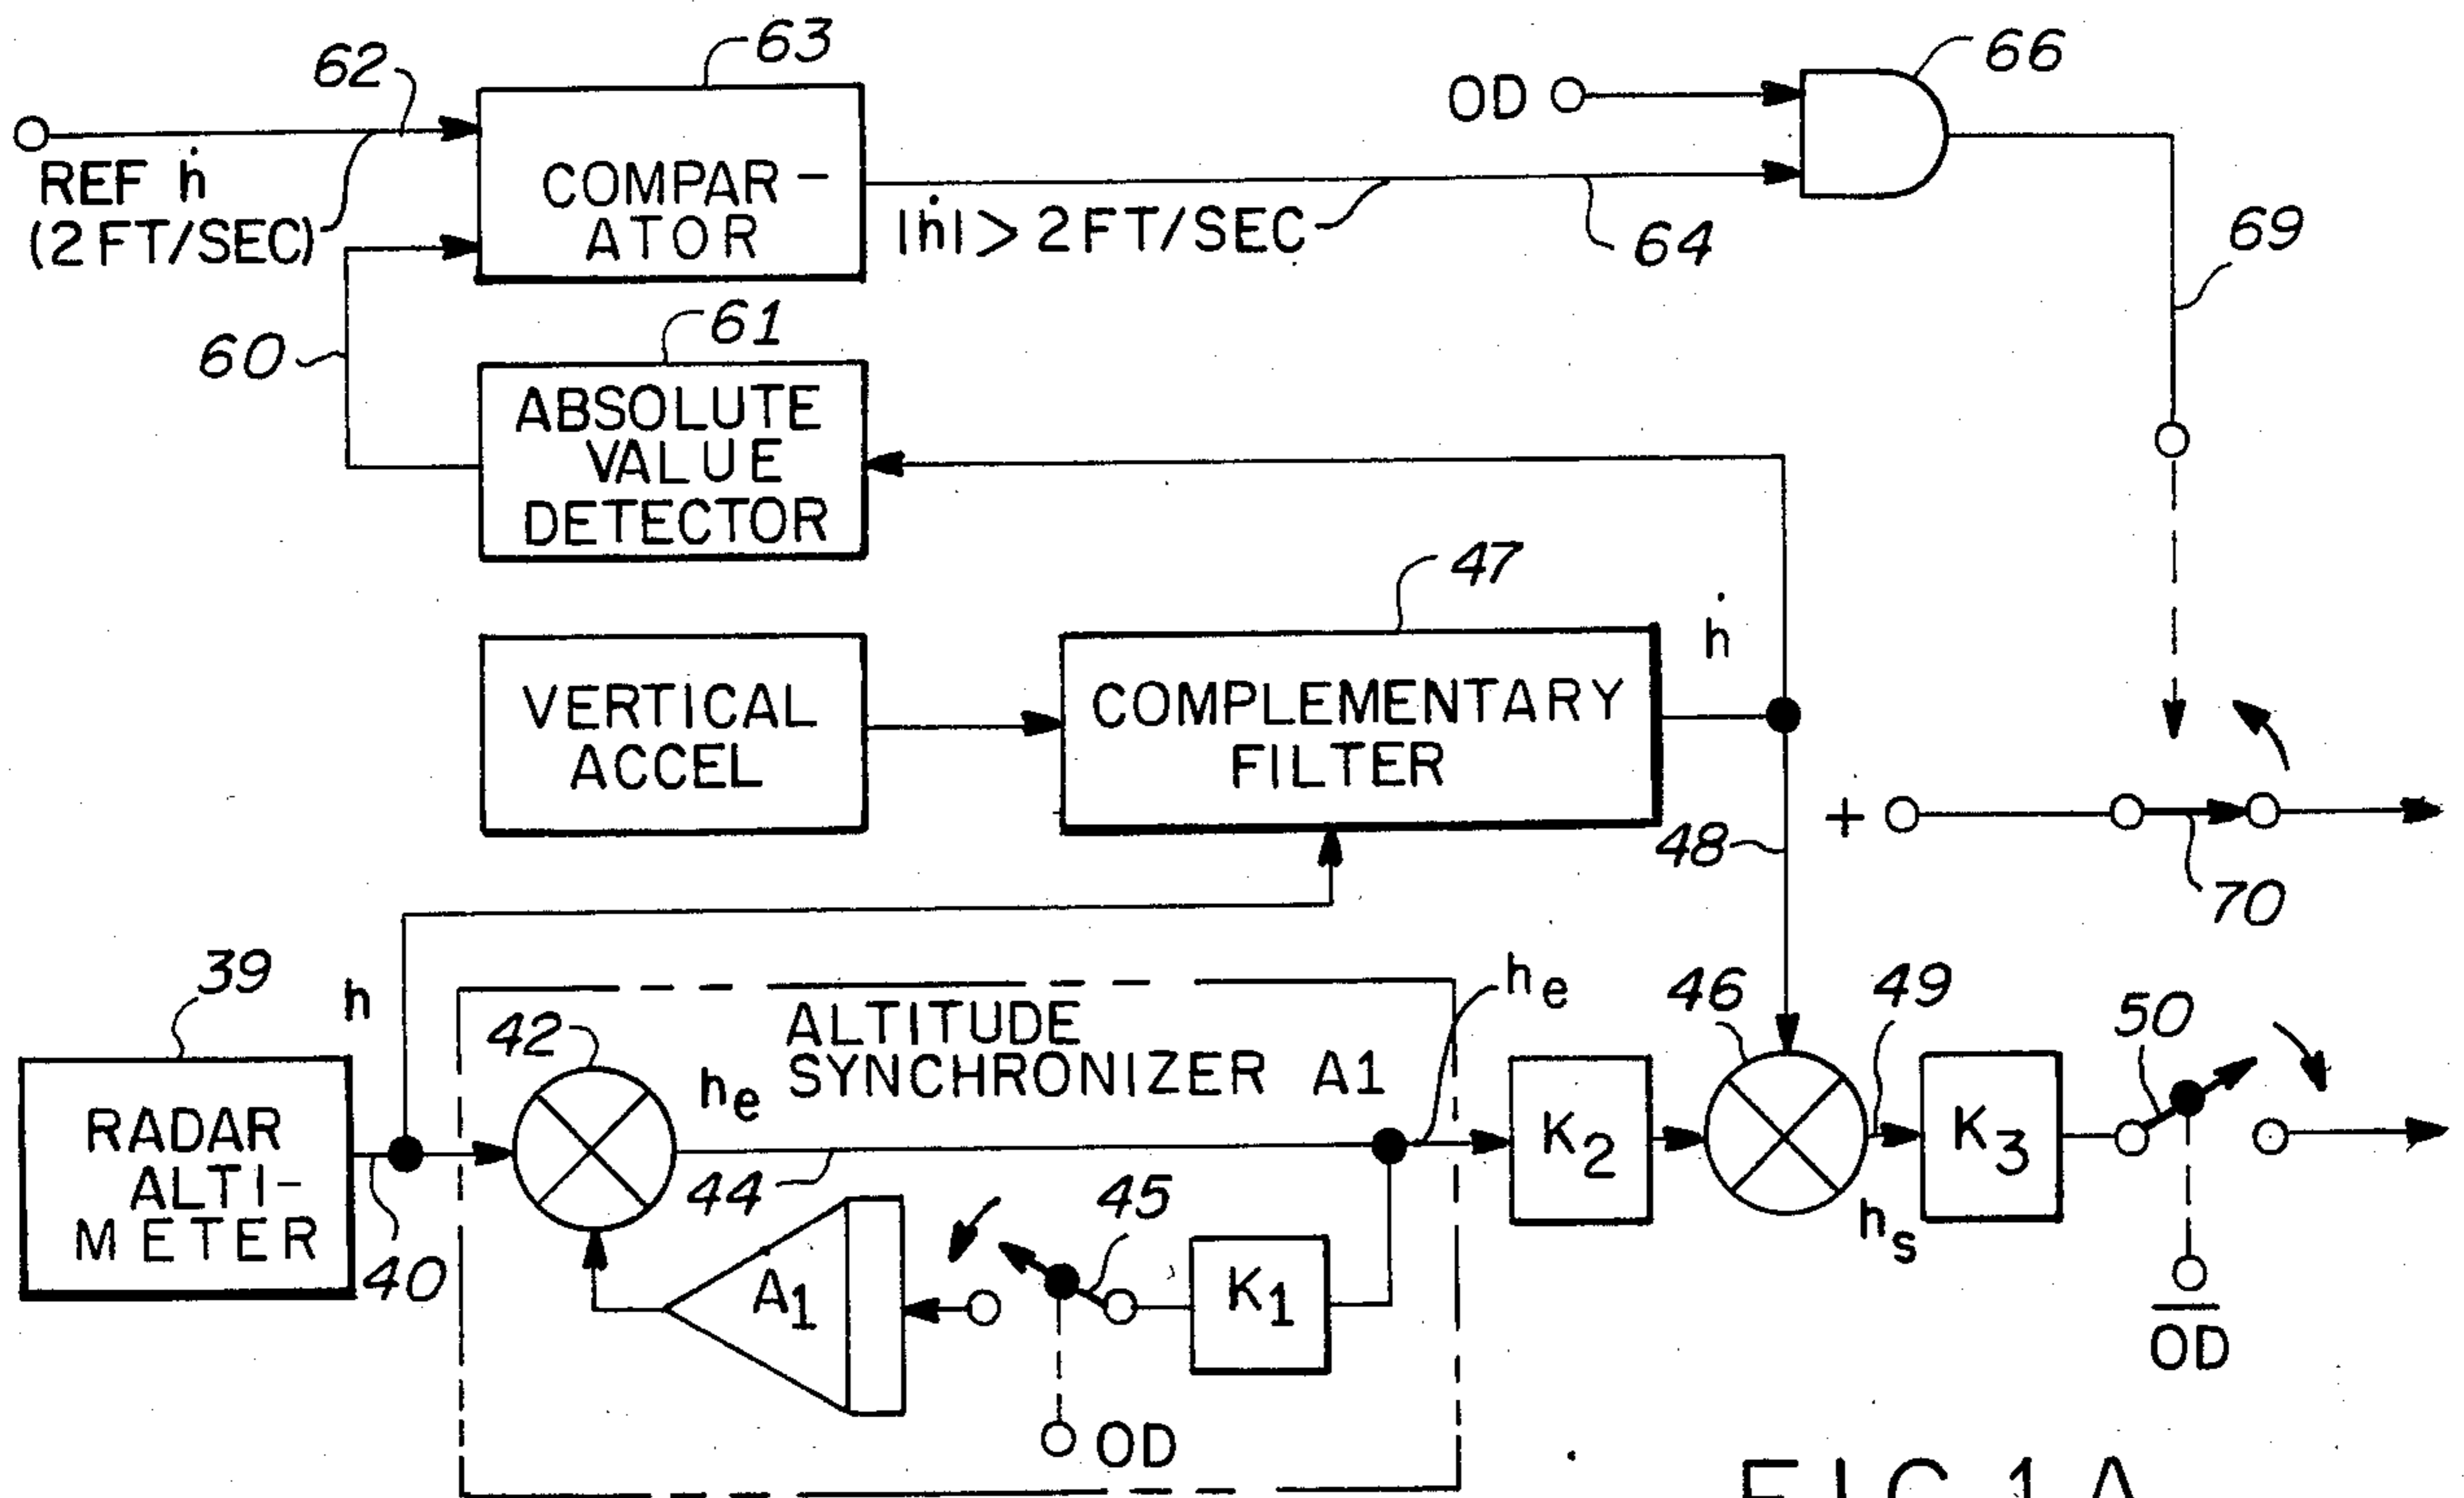 62
63
66
OD
REF ḣ
(2 FT/SEC)
COMPAR-
ATOR
|ḣ| > 2 FT/SEC
64
69
60
61
ABSOLUTE
VALUE
DETECTOR
47
VERTICAL
ACCEL
COMPLEMENTARY
FILTER
ḣ
48
+
70
39
h
RADAR
ALTI-
METER
40
42
ALTITUDE
SYNCHRONIZER A1
he
he
44
45
A1
K1
OD
K2
46
49
hs
K3
50
O̅D̅
FIG. 1A